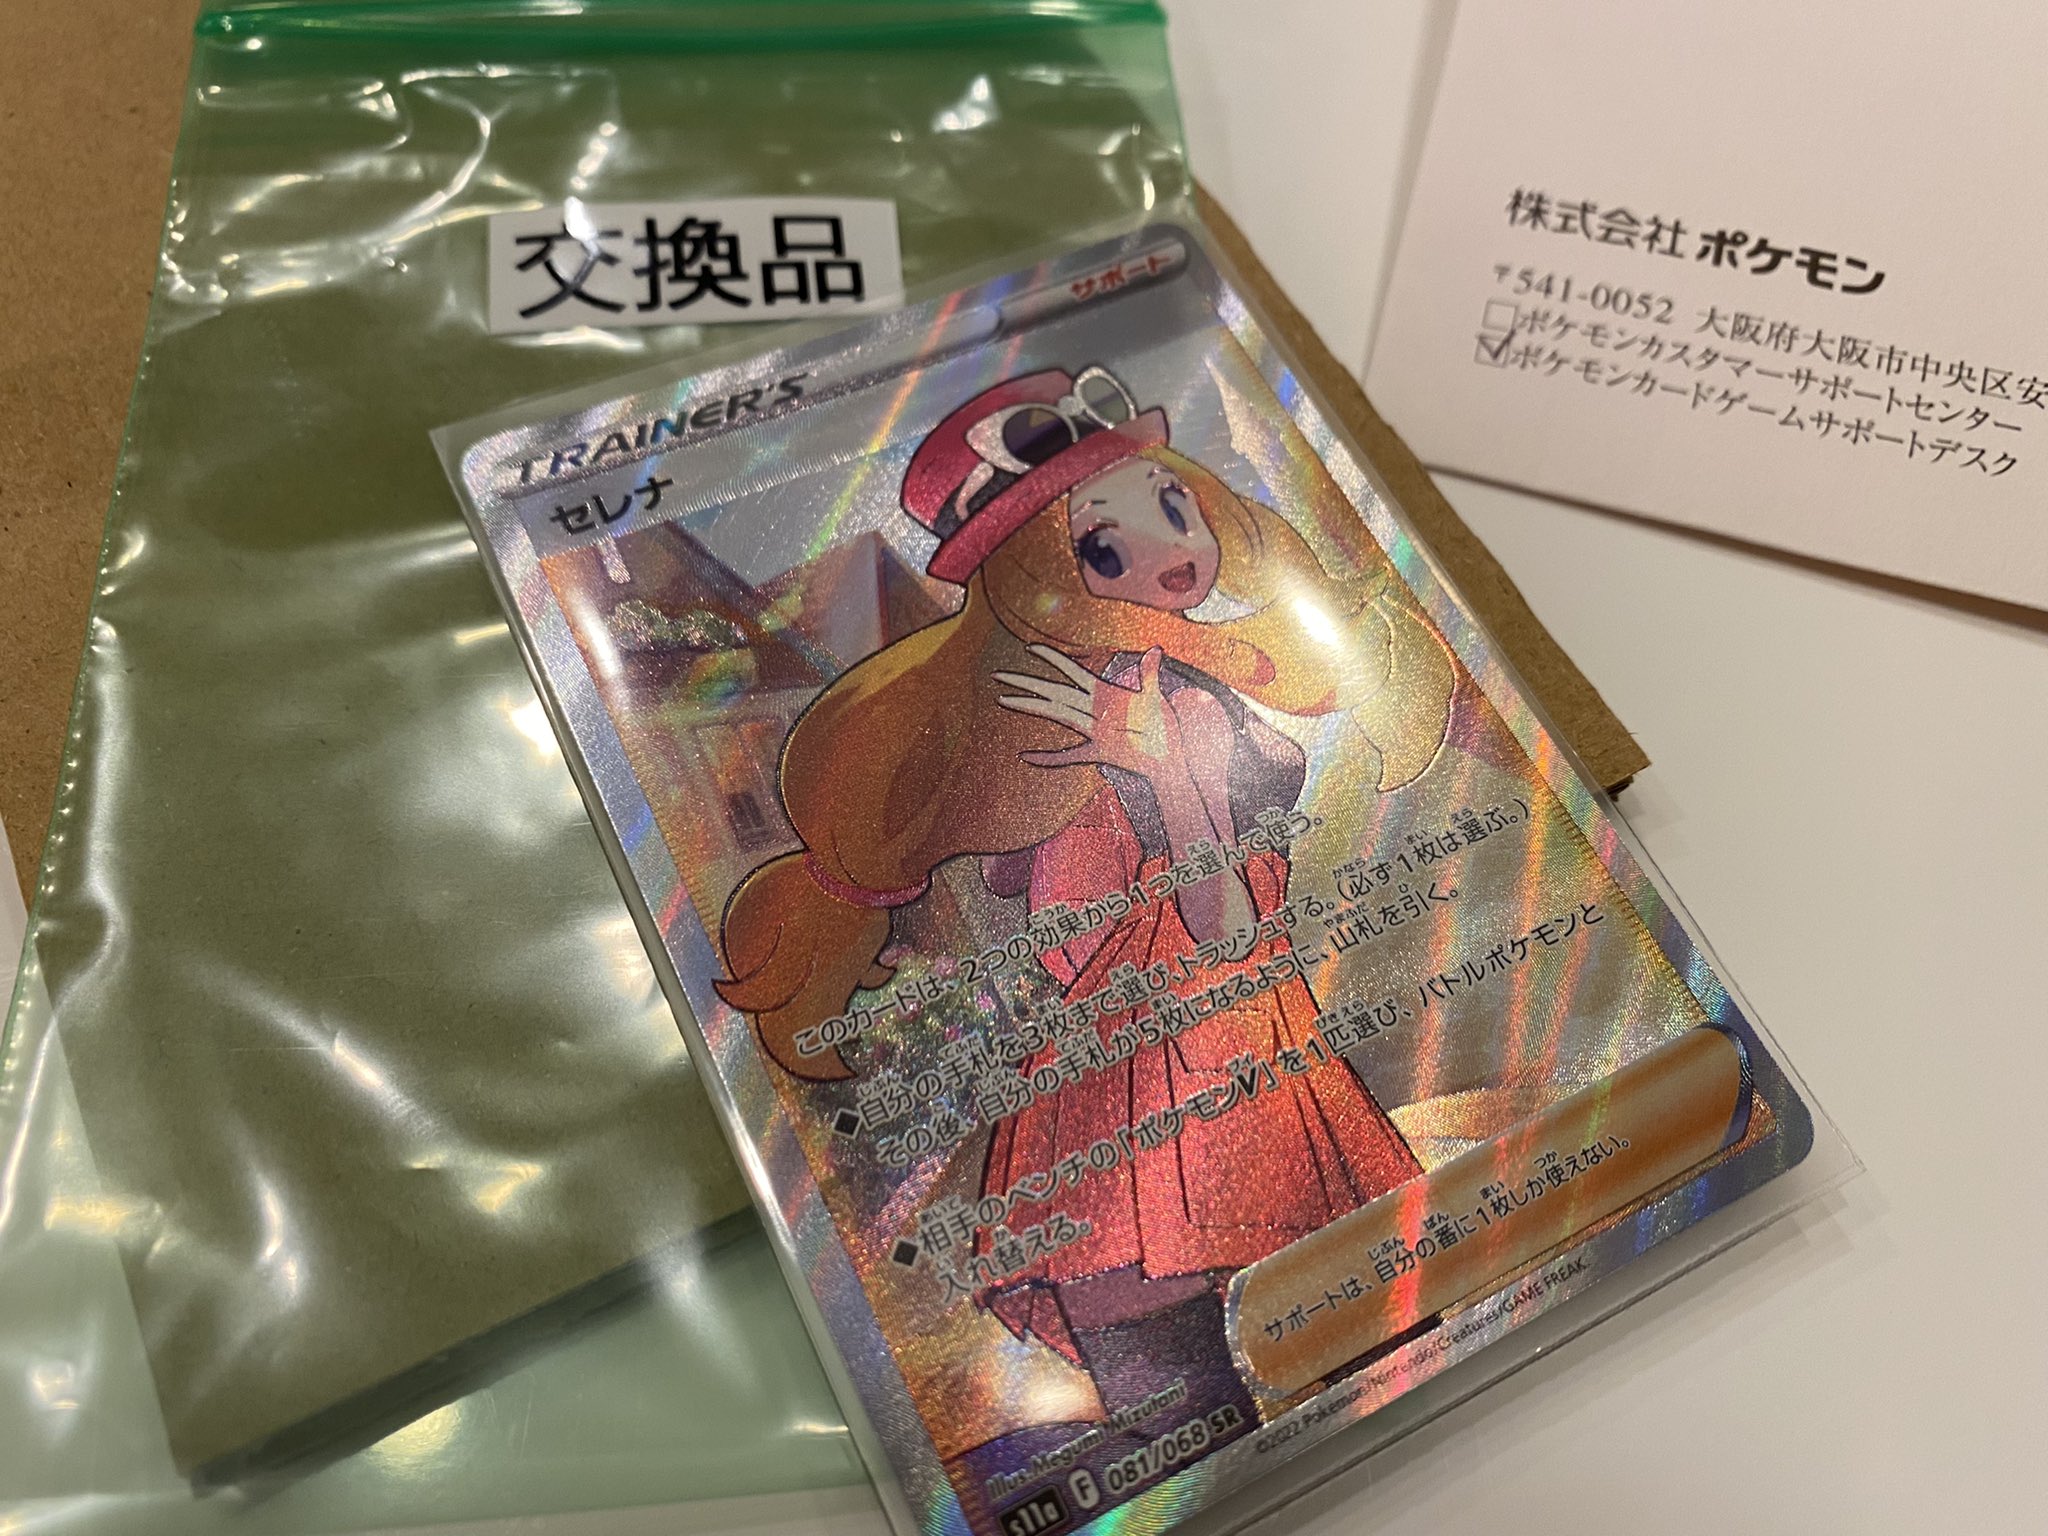 交換品
株式会社 ポケモン
〒541-0052 大阪府大阪市中央区安
□ポケモンカスタマーサポートセンター
☑ポケモンカードゲームサポートデスク
サポート
TRAINER'S
セレナ
このカードは、2つの効果から1つを選んで使う。
◆自分の手札を3枚まで選び、トラッシュする。(必ず1枚は選ぶ。)
その後、自分の手札が5枚になるように、山札を引く。
◆相手のベンチの「ポケモンV」を1匹選び、バトルポケモンと
入れ替える。
サポートは、自分の番に1枚しか使えない。
Illus. Megumi Mizutani
s11a F 081/068 SR
©2022 Pokémon/Nintendo/Creatures/GAME FREAK.